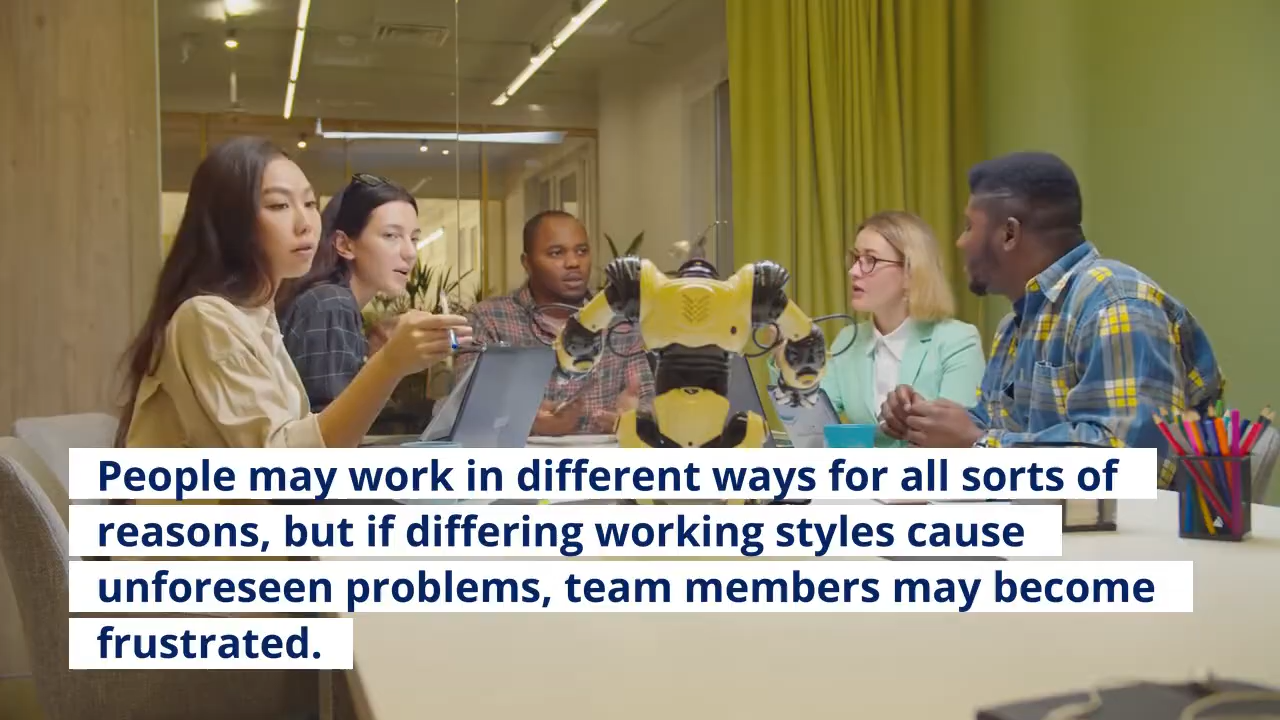 People may work in different ways for all sorts of
reasons, but if differing working styles cause
unforeseen problems, team members may become
frustrated.